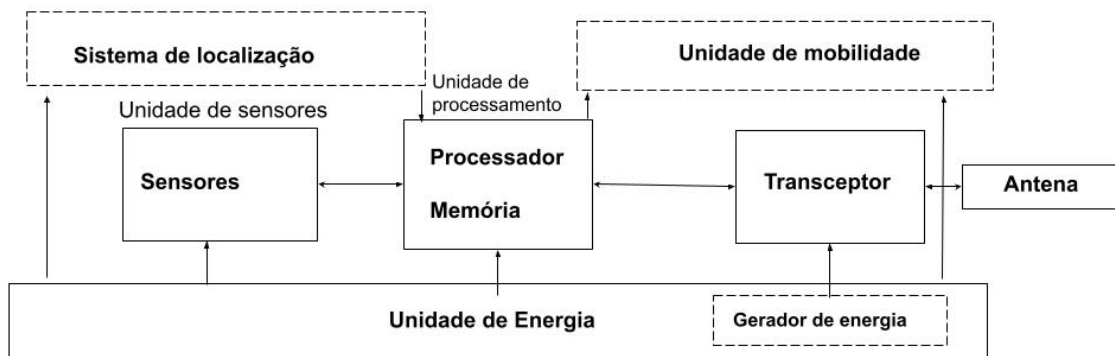 Sistema de localização
Unidade de mobilidade
Unidade de
processamento
Unidade de sensores
Sensores
Processador
Memória
Transceptor
Antena
Unidade de Energia
Gerador de energia